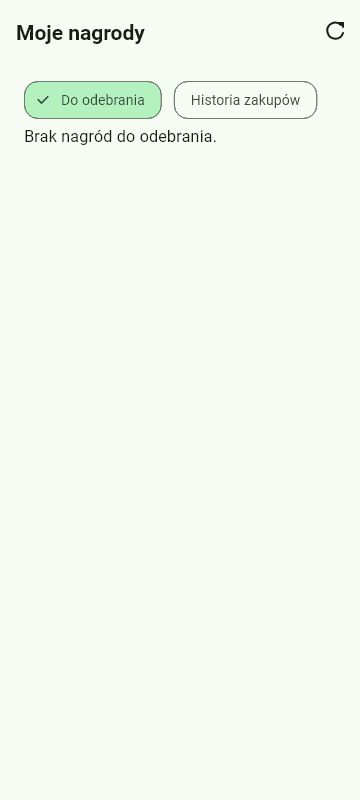 Moje nagrody
Do odebrania
Historia zakupów
Brak nagród do odebrania.